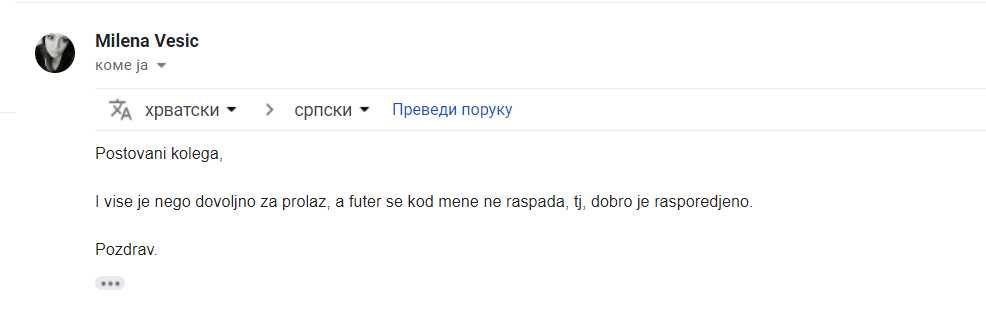 Milena Vesic
коме ја
хрватски
српски
Преведи поруку
Postovani kolega,
I vise je nego dovoljno za prolaz, a futer se kod mene ne raspada, tj, dobro je rasporedjeno.
Pozdrav.